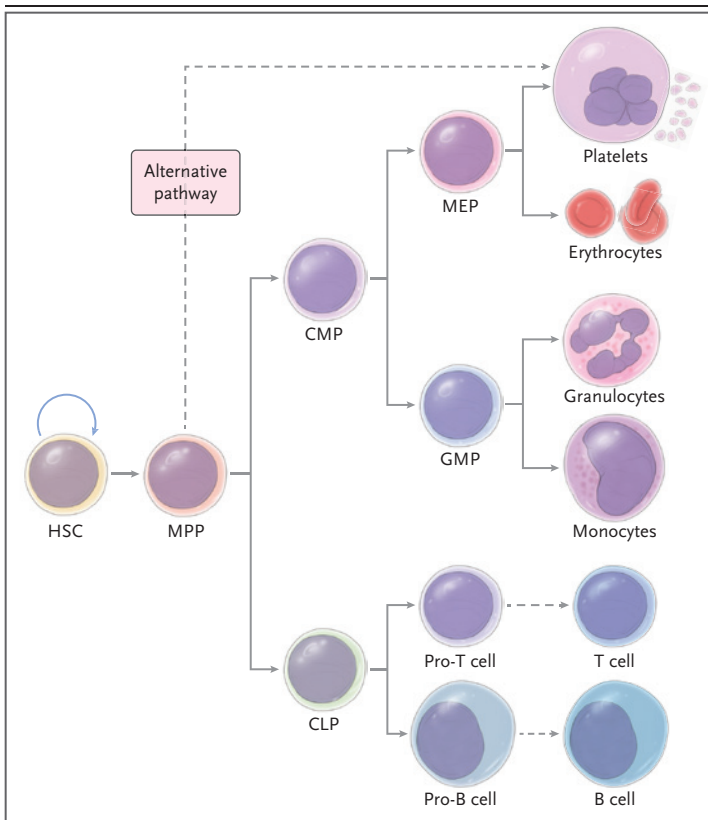 Platelets
Alternative
pathway
MEP
Erythrocytes
CMP
Granulocytes
GMP
HSC
MPP
Monocytes
Pro-T cell
T cell
CLP
Pro-B cell
B cell